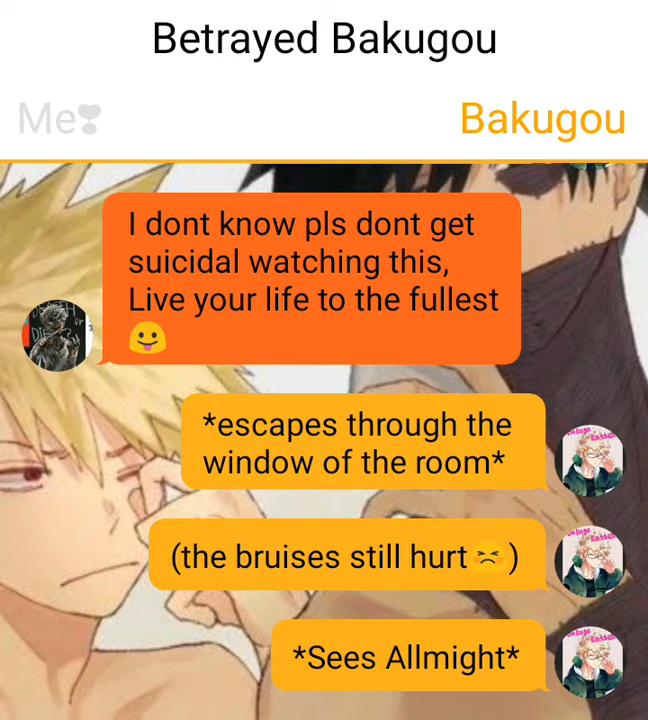 Betrayed Bakugou
Me❣
Bakugou
I dont know pls dont get
suicidal watching this,
Live your life to the fullest
😛
*escapes through the
window of the room*
(the bruises still hurt 😣)
*Sees Allmight*